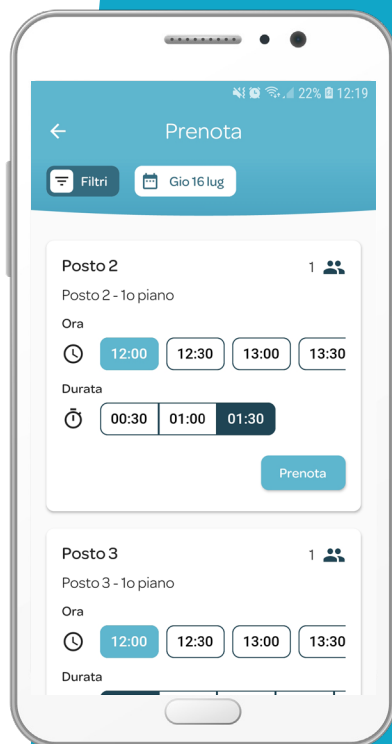 22% 12:19
Prenota
Filtri
Gio 16 lug
Posto 2 1
Posto 2 - 1o piano
Ora
12:00 12:30 13:00 13:30
Durata
00:30 01:00 01:30
Prenota
Posto 3 1
Posto 3 - 1o piano
Ora
12:00 12:30 13:00 13:30
Durata